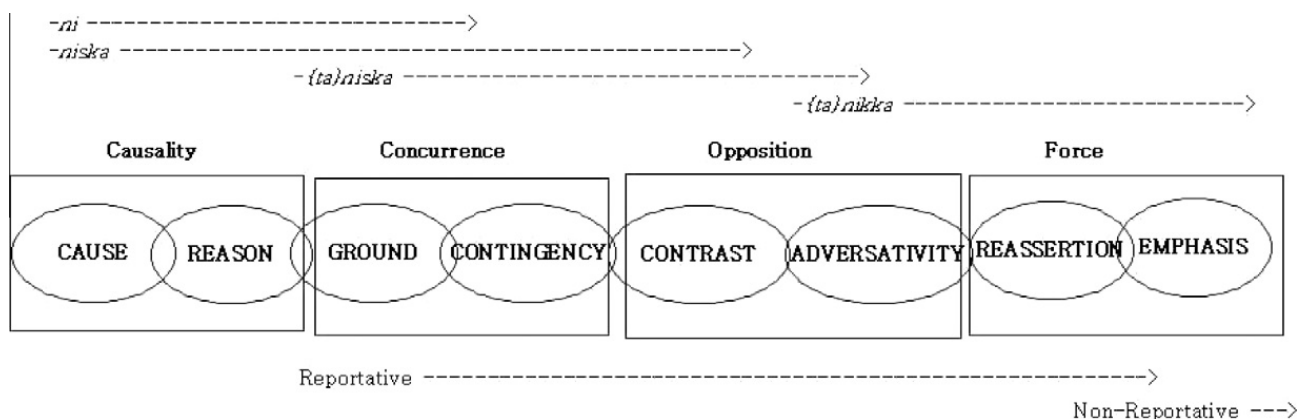 -ni ------------------------------>
-niska --------------------------------------------------->
-{ta}niska ------------------------------------>
-{ta}nikka --------------------------->
Causality Concurrence Opposition Force
CAUSE REASON GROUND CONTINGENCY CONTRAST ADVERSATIVITY REASSERTION EMPHASIS
Reportative ---------------------------------------------------------->
Non-Reportative --->